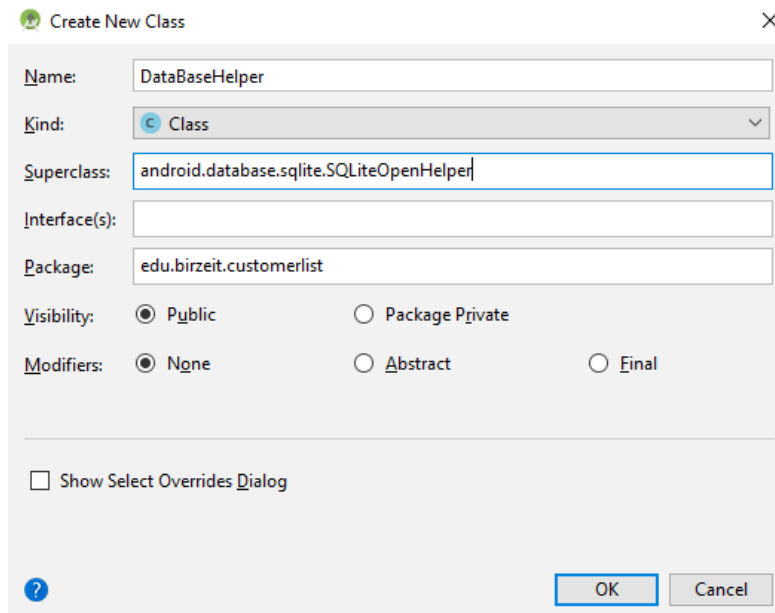 Create New Class
Name: DataBaseHelper
Kind: C Class
Superclass: android.database.sqlite.SQLiteOpenHelper
Interface(s):
Package: edu.birzeit.customerlist
Visibility: Public Package Private
Modifiers: None Abstract Final
Show Select Overrides Dialog
? OK Cancel